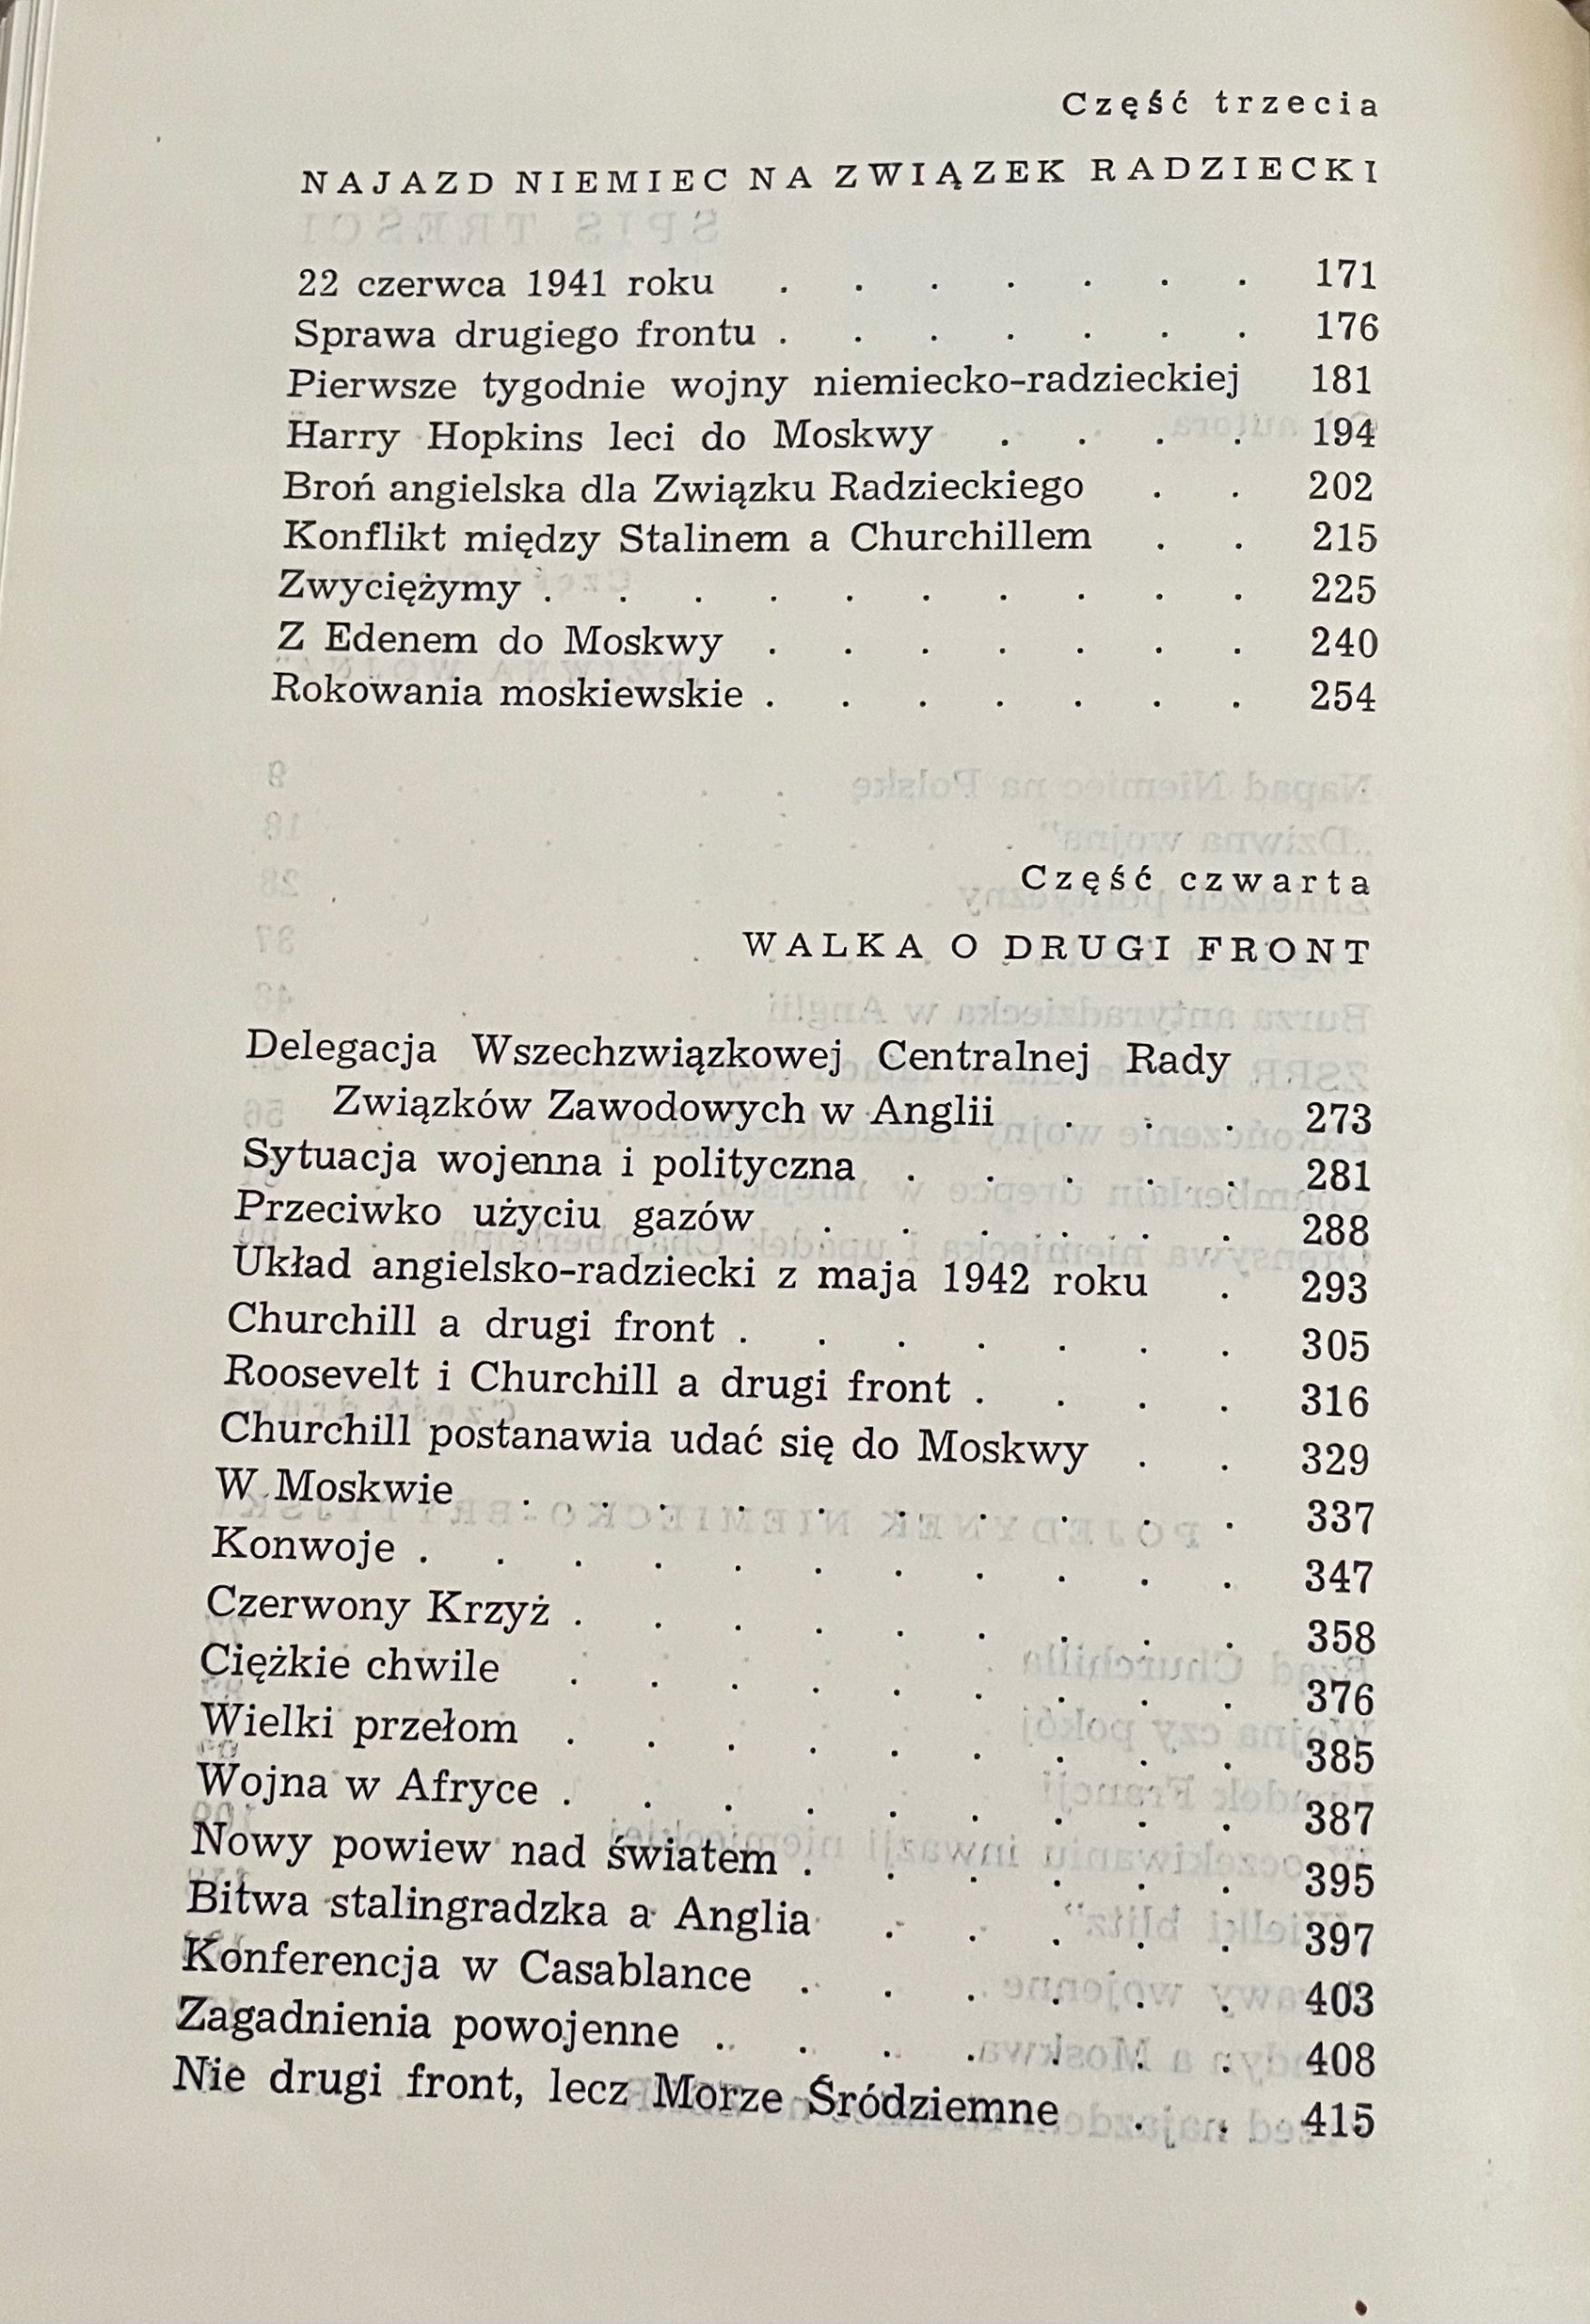 Część trzecia
NAJAZD NIEMIEC NA ZWIĄZEK RADZIECKI
22 czerwca 1941 roku . . . . . . . 171
Sprawa drugiego frontu . . . . . . . 176
Pierwsze tygodnie wojny niemiecko-radzieckiej 181
Harry Hopkins leci do Moskwy . . . . 194
Broń angielska dla Związku Radzieckiego . . 202
Konflikt między Stalinem a Churchillem . . 215
Zwyciężymy . . . . . . . . . . 225
Z Edenem do Moskwy . . . . . . . 240
Rokowania moskiewskie . . . . . . . 254
Część czwarta
WALKA O DRUGI FRONT
Delegacja Wszechzwiązkowej Centralnej Rady
Związków Zawodowych w Anglii . . . 273
Sytuacja wojenna i polityczna . . . . . 281
Przeciwko użyciu gazów . . . . . . 288
Układ angielsko-radziecki z maja 1942 roku . 293
Churchill a drugi front . . . . . . . 305
Roosevelt i Churchill a drugi front . . . . 316
Churchill postanawia udać się do Moskwy . . 329
W Moskwie . . . . . . . . . . 337
Konwoje . . . . . . . . . . . 347
Czerwony Krzyż . . . . . . . . . 358
Ciężkie chwile . . . . . . . . . 376
Wielki przełom . . . . . . . . . 385
Wojna w Afryce . . . . . . . . . 387
Nowy powiew nad światem . . . . . . 395
Bitwa stalingradzka a Anglia . . . . . 397
Konferencja w Casablance . . . . . . 403
Zagadnienia powojenne . . . . . . . 408
Nie drugi front, lecz Morze Śródziemne . . 415